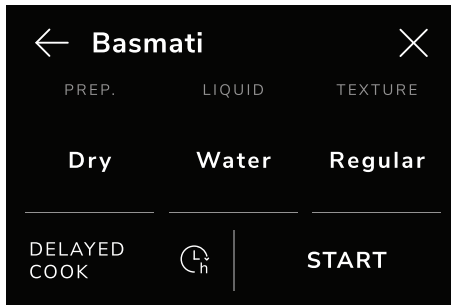 Basmati
PREP. LIQUID TEXTURE
Dry Water Regular
DELAYED
COOK
h
START